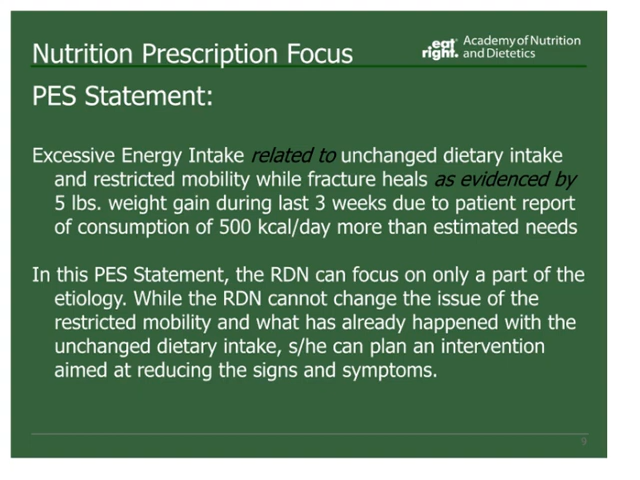 Nutrition Prescription Focus
eat right. Academy of Nutrition and Dietetics
PES Statement:
Excessive Energy Intake related to unchanged dietary intake
and restricted mobility while fracture heals as evidenced by
5 lbs. weight gain during last 3 weeks due to patient report
of consumption of 500 kcal/day more than estimated needs
In this PES Statement, the RDN can focus on only a part of the
etiology. While the RDN cannot change the issue of the
restricted mobility and what has already happened with the
unchanged dietary intake, s/he can plan an intervention
aimed at reducing the signs and symptoms.
9